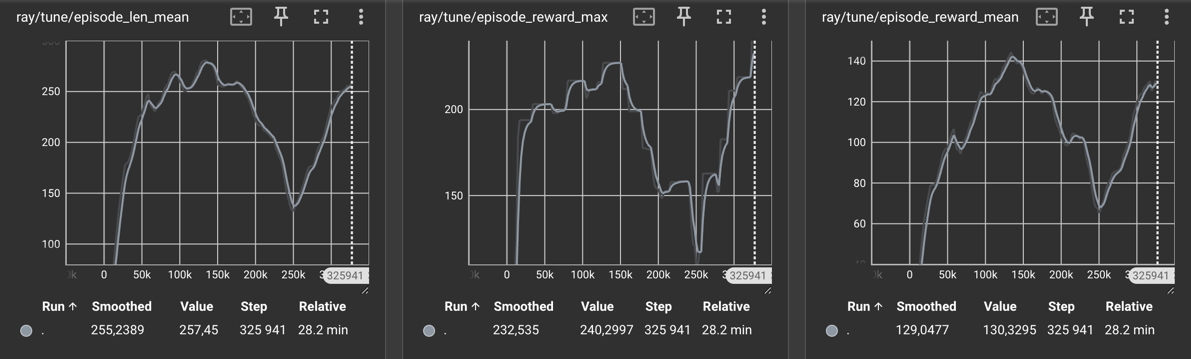 ray/tune/episode_len_mean
250
200
150
100
0 50k 100k 150k 200k 250k 325941
Run ↑ Smoothed Value Step Relative
. 255,2389 257,45 325 941 28.2 min
ray/tune/episode_reward_max
200
150
0 50k 100k 150k 200k 250k 325941
Run ↑ Smoothed Value Step Relative
. 232,535 240,2997 325 941 28.2 min
ray/tune/episode_reward_mean
140
120
100
80
60
0 50k 100k 150k 200k 250k 325941
Run ↑ Smoothed Value Step Relative
. 129,0477 130,3295 325 941 28.2 min